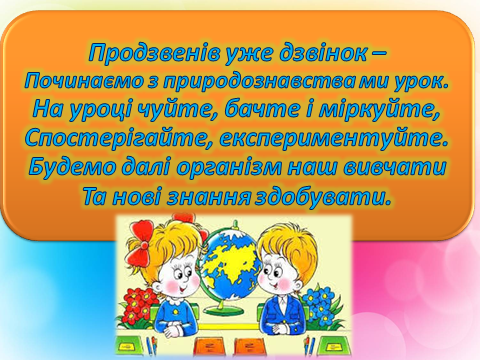 Продзвенів уже дзвінок –
Починаємо з природознавства ми урок.
На уроці чуйте, бачте і міркуйте,
Спостерігайте, експериментуйте.
Будемо далі організм наш вивчати
Та нові знання здобувати.